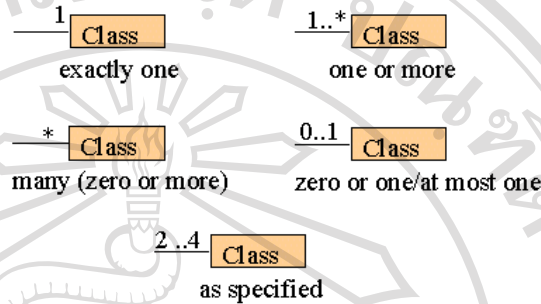 1
Class
exactly one
1..*
Class
one or more
*
Class
many (zero or more)
0..1
Class
zero or one/at most one
2 ..4
Class
as specified